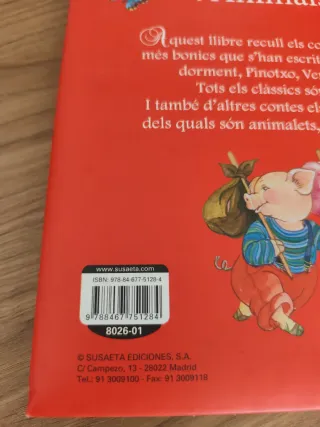 Aquest llibre recull els co
més bonics que s'han escrit
dorment, Pinotxo, Ven
Tots els clàssics só
I també d'altres contes els
dels quals són animalets,
www.susaeta.com
ISBN: 978-84-677-5128-4
9 788467 751284
8026-01
© SUSAETA EDICIONES, S.A.
C/ Campezo, 13 - 28022 Madrid
Tel.: 91 3009100 - Fax: 91 3009118